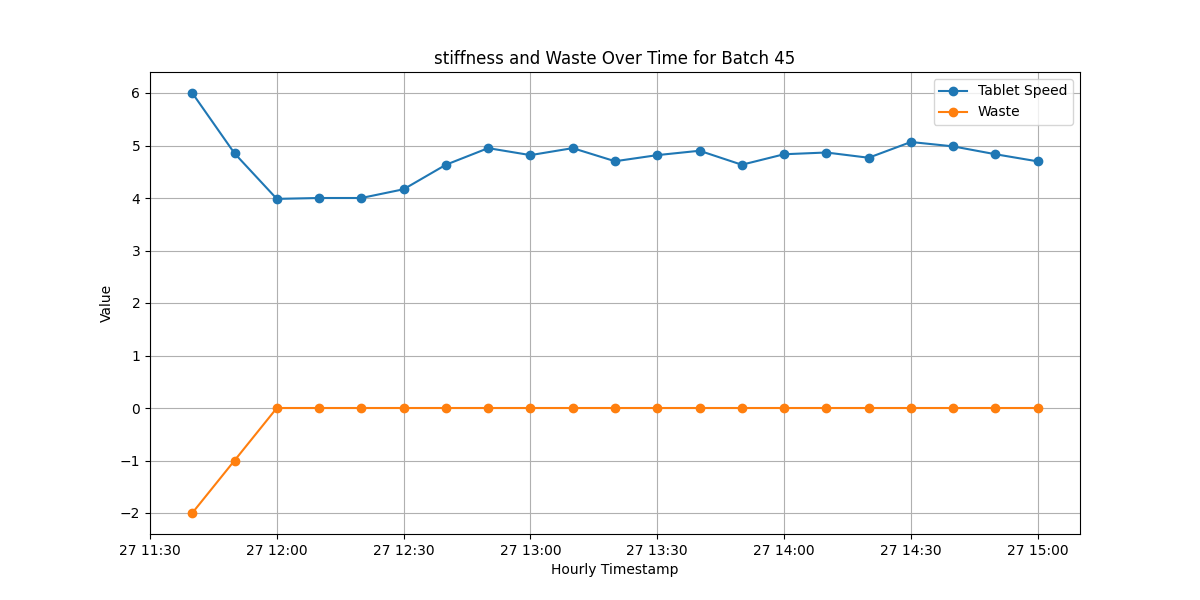 stiffness and Waste Over Time for Batch 45
Tablet Speed
Waste
6
5
4
3
2
1
0
−1
−2
Value
27 11:30 27 12:00 27 12:30 27 13:00 27 13:30 27 14:00 27 14:30 27 15:00
Hourly Timestamp